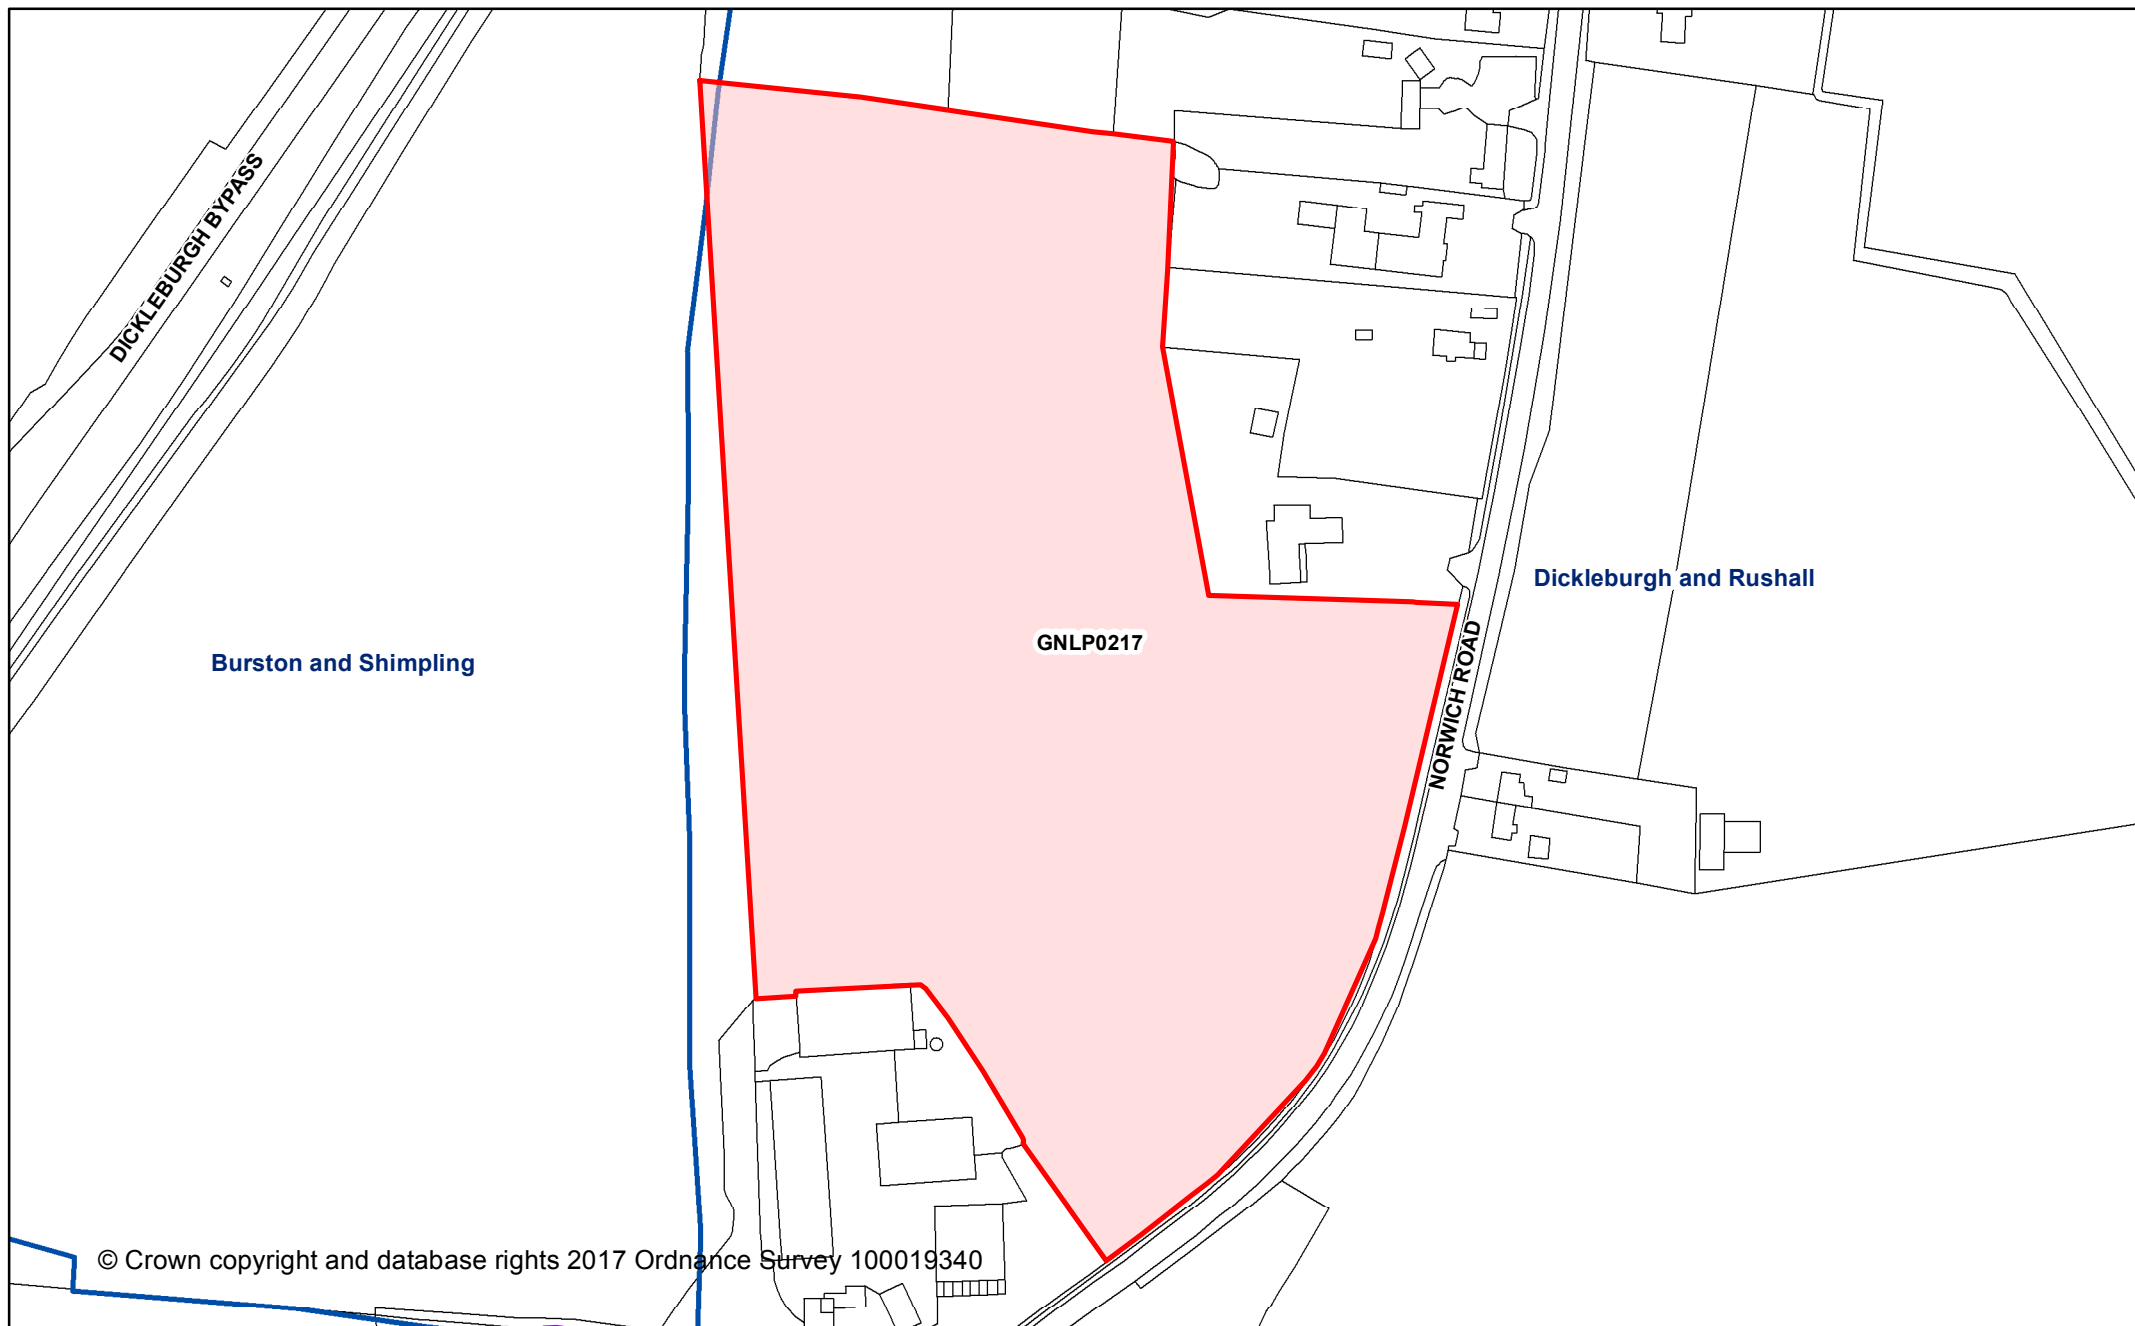 DICKLEBURGH BYPASS
Dickleburgh and Rushall
GNLP0217
Burston and Shimpling
NORWICH ROAD
© Crown copyright and database rights 2017 Ordnance Survey 100019340